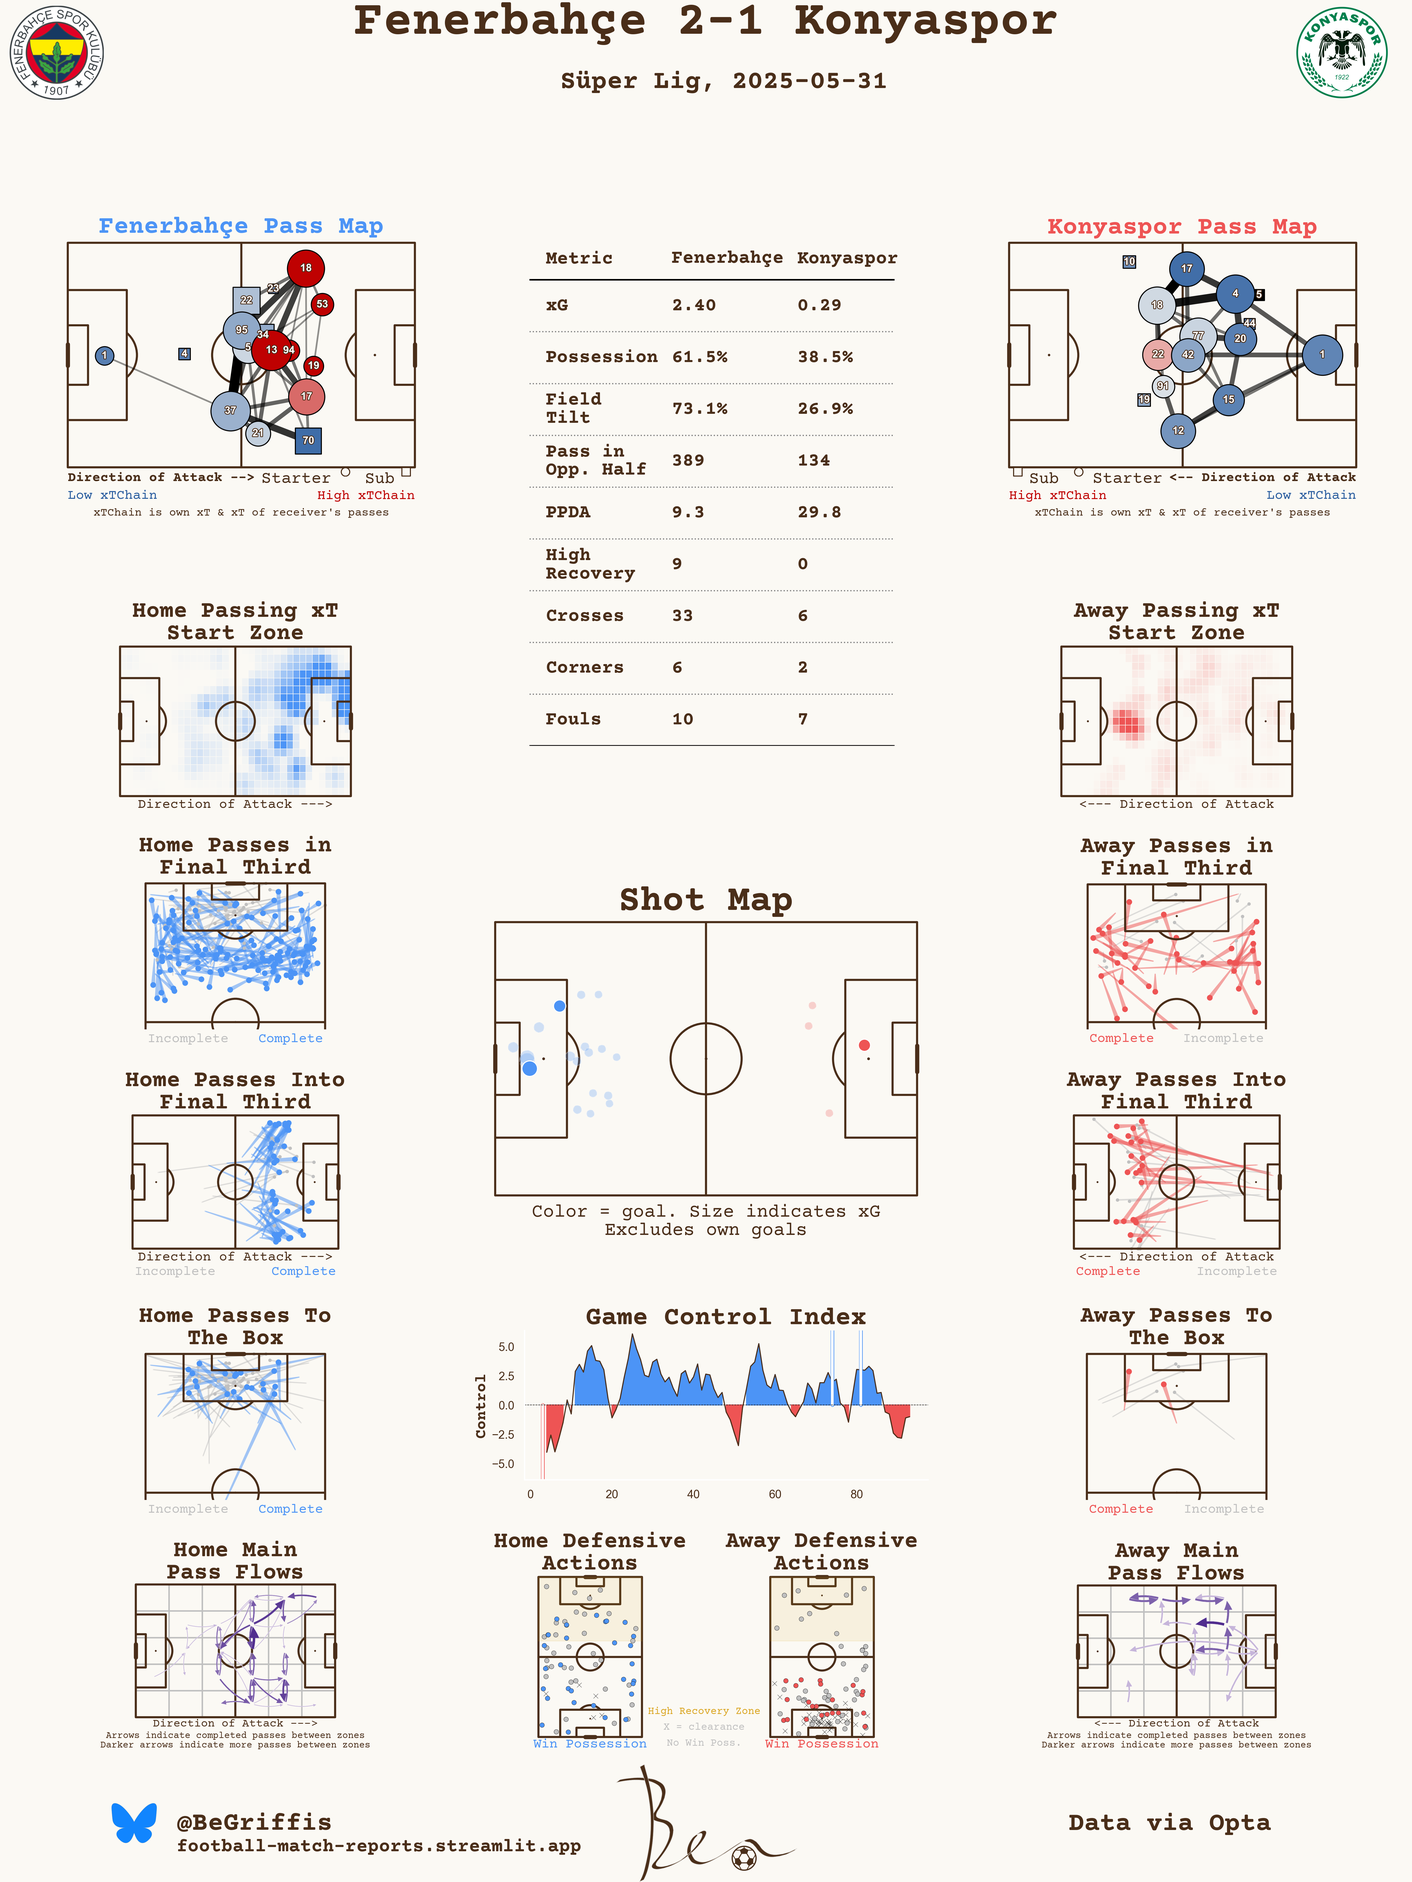 Fenerbahçe 2-1 Konyaspor
Süper Lig, 2025-05-31
FENERBAHÇE SPOR KULÜBÜ
★ 1907 ★
KONYASPOR
1922
Fenerbahçe Pass Map
18
23
22
53
95
34
5
13
94
1
4
19
17
37
21
70
Direction of Attack --> Starter Sub
Low xTChain High xTChain
xTChain is own xT & xT of receiver's passes
Metric Fenerbahçe Konyaspor
xG 2.40 0.29
Possession 61.5% 38.5%
Field
Tilt 73.1% 26.9%
Pass in
Opp. Half 389 134
PPDA 9.3 29.8
High
Recovery 9 0
Crosses 33 6
Corners 6 2
Fouls 10 7
Konyaspor Pass Map
10
17
4
5
18
44
77
20
22
42
1
91
19
15
12
Sub Starter <-- Direction of Attack
High xTChain Low xTChain
xTChain is own xT & xT of receiver's passes
Home Passing xT
Start Zone
Direction of Attack --->
Away Passing xT
Start Zone
<--- Direction of Attack
Home Passes in
Final Third
Incomplete Complete
Shot Map
Color = goal. Size indicates xG
Excludes own goals
Away Passes in
Final Third
Complete Incomplete
Home Passes Into
Final Third
Direction of Attack --->
Incomplete Complete
Away Passes Into
Final Third
<--- Direction of Attack
Complete Incomplete
Home Passes To
The Box
Incomplete Complete
Game Control Index
Control
5.0
2.5
0.0
−2.5
−5.0
0 20 40 60 80
Away Passes To
The Box
Complete Incomplete
Home Main
Pass Flows
Direction of Attack --->
Arrows indicate completed passes between zones
Darker arrows indicate more passes between zones
Home Defensive
Actions
Win Possession
High Recovery Zone
X = clearance
No Win Poss.
Away Defensive
Actions
Win Possession
Away Main
Pass Flows
<--- Direction of Attack
Arrows indicate completed passes between zones
Darker arrows indicate more passes between zones
@BeGriffis
football-match-reports.streamlit.app
Ben
Data via Opta